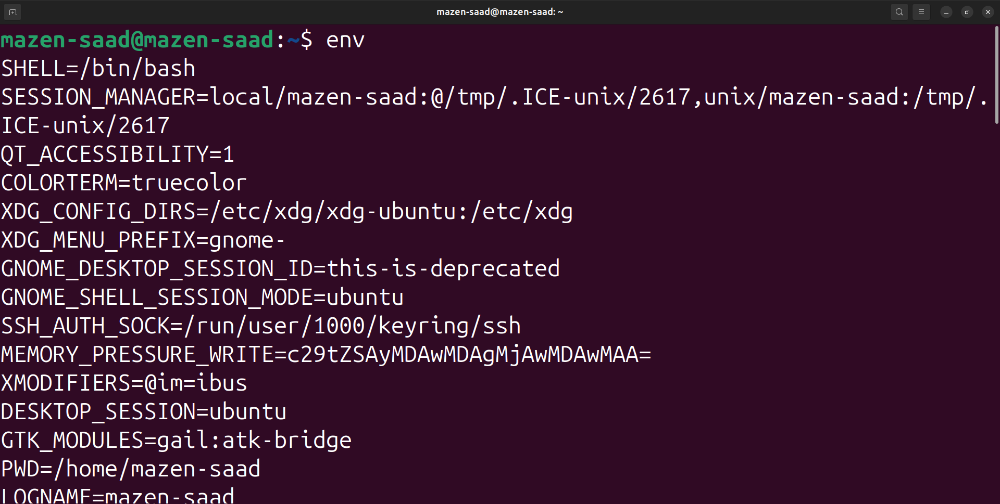 mazen-saad@mazen-saad: ~
mazen-saad@mazen-saad:~$ env
SHELL=/bin/bash
SESSION_MANAGER=local/mazen-saad:@/tmp/.ICE-unix/2617,unix/mazen-saad:/tmp/.
ICE-unix/2617
QT_ACCESSIBILITY=1
COLORTERM=truecolor
XDG_CONFIG_DIRS=/etc/xdg/xdg-ubuntu:/etc/xdg
XDG_MENU_PREFIX=gnome-
GNOME_DESKTOP_SESSION_ID=this-is-deprecated
GNOME_SHELL_SESSION_MODE=ubuntu
SSH_AUTH_SOCK=/run/user/1000/keyring/ssh
MEMORY_PRESSURE_WRITE=c29tZSAyMDAwMDAgMjAwMDAwMAA=
XMODIFIERS=@im=ibus
DESKTOP_SESSION=ubuntu
GTK_MODULES=gail:atk-bridge
PWD=/home/mazen-saad
LOGNAME=mazen-saad